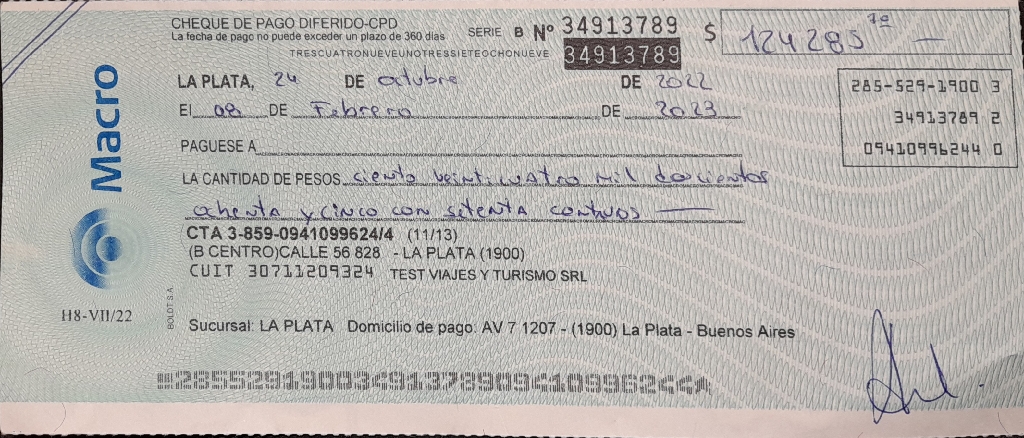 CHEQUE DE PAGO DIFERIDO-CPD
La fecha de pago no puede exceder un plazo de 360 días
SERIE B Nº 34913789
$ 124285 70 —
TRESCUATRONUEVEUNOTRESSIETEOCHONUEVE
34913789
LA PLATA, 24 DE octubre DE 2022
El 08 DE Febrero DE 2023
285-529-1900 3
34913789 2
09410996244 0
PAGUESE A
LA CANTIDAD DE PESOS ciento veinticuatro mil docientos
ochenta y cinco con setenta centvos
CTA 3-859-0941099624/4 (11/13)
(B CENTRO)CALLE 56 828 - LA PLATA (1900)
CUIT 30711209324 TEST VIAJES Y TURISMO SRL
Macro
H8-VII/22
BOLDT S.A.
Sucursal: LA PLATA Domicilio de pago: AV 7 1207 - (1900) La Plata - Buenos Aires
28552919003491378909410996244